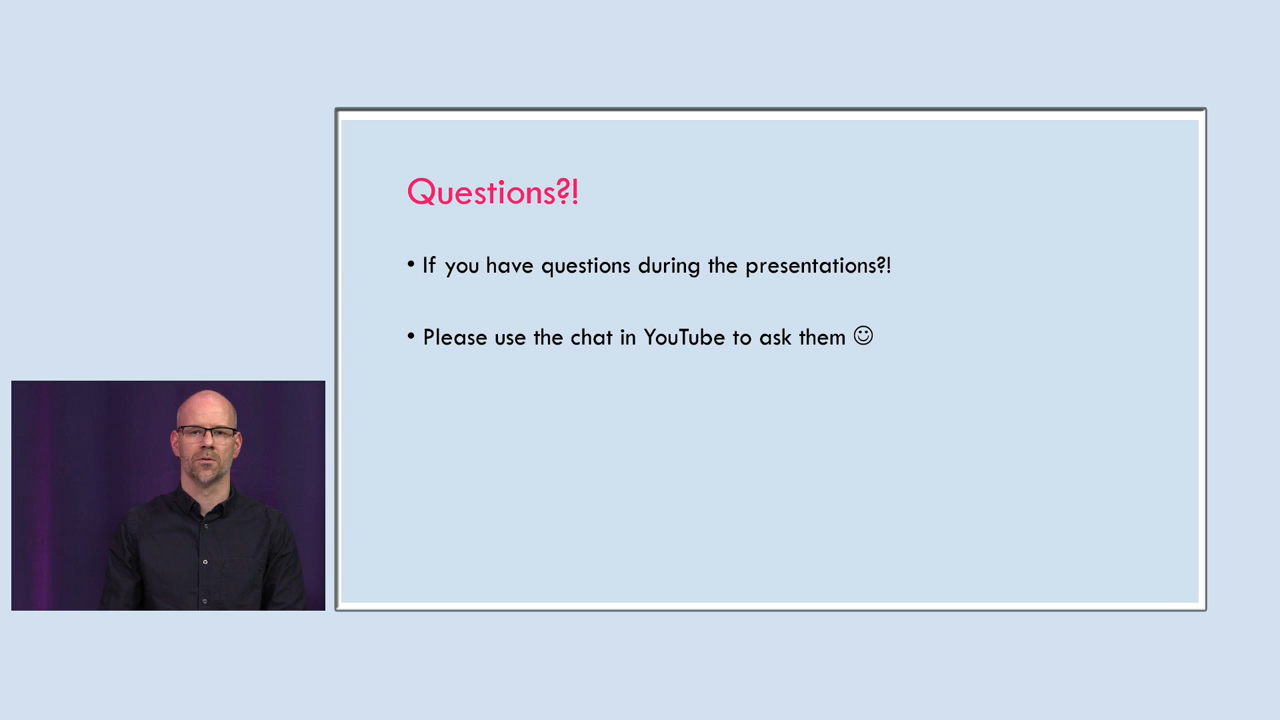 Questions?!
• If you have questions during the presentations?!
• Please use the chat in YouTube to ask them ☺